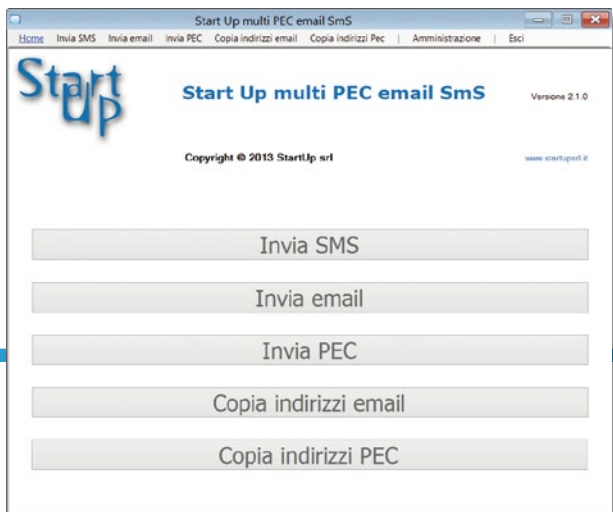 Start Up multi PEC email SmS
Home Invia SMS Invia email Invia PEC Copia indirizzi email Copia indirizzi Pec | Amministrazione | Esci
Start Up
Start Up multi PEC email SmS Versione 2.1.0
Copyright © 2013 StartUp srl www.startupsrl.it
Invia SMS
Invia email
Invia PEC
Copia indirizzi email
Copia indirizzi PEC